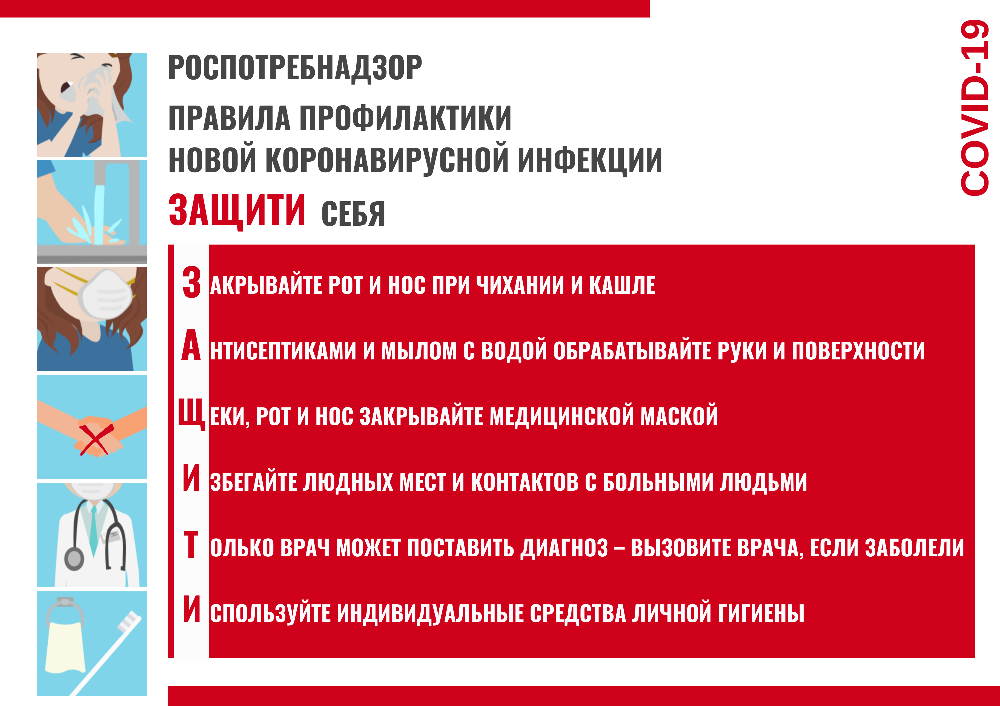 РОСПОТРЕБНАДЗОР
ПРАВИЛА ПРОФИЛАКТИКИ
НОВОЙ КОРОНАВИРУСНОЙ ИНФЕКЦИИ
ЗАЩИТИ СЕБЯ
COVID-19
ЗАКРЫВАЙТЕ РОТ И НОС ПРИ ЧИХАНИИ И КАШЛЕ
АНТИСЕПТИКАМИ И МЫЛОМ С ВОДОЙ ОБРАБАТЫВАЙТЕ РУКИ И ПОВЕРХНОСТИ
ЩЕКИ, РОТ И НОС ЗАКРЫВАЙТЕ МЕДИЦИНСКОЙ МАСКОЙ
ИЗБЕГАЙТЕ ЛЮДНЫХ МЕСТ И КОНТАКТОВ С БОЛЬНЫМИ ЛЮДЬМИ
ТОЛЬКО ВРАЧ МОЖЕТ ПОСТАВИТЬ ДИАГНОЗ – ВЫЗОВИТЕ ВРАЧА, ЕСЛИ ЗАБОЛЕЛИ
ИСПОЛЬЗУЙТЕ ИНДИВИДУАЛЬНЫЕ СРЕДСТВА ЛИЧНОЙ ГИГИЕНЫ